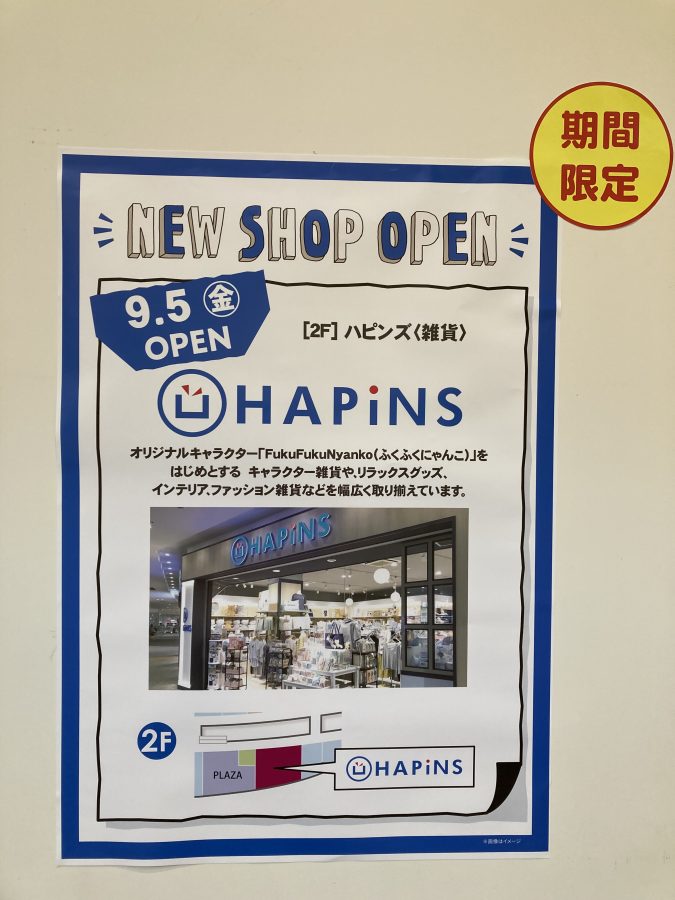 期間
限定
NEW SHOP OPEN
9.5 金
OPEN
[2F] ハピンズ〈雑貨〉
HAPiNS
オリジナルキャラクター「FukuFukuNyanko(ふくふくにゃんこ)」を
はじめとする キャラクター雑貨や、リラックスグッズ、
インテリア、ファッション雑貨などを幅広く取り揃えています。
HAPiNS
2F
PLAZA
HAPiNS
※画像はイメージ